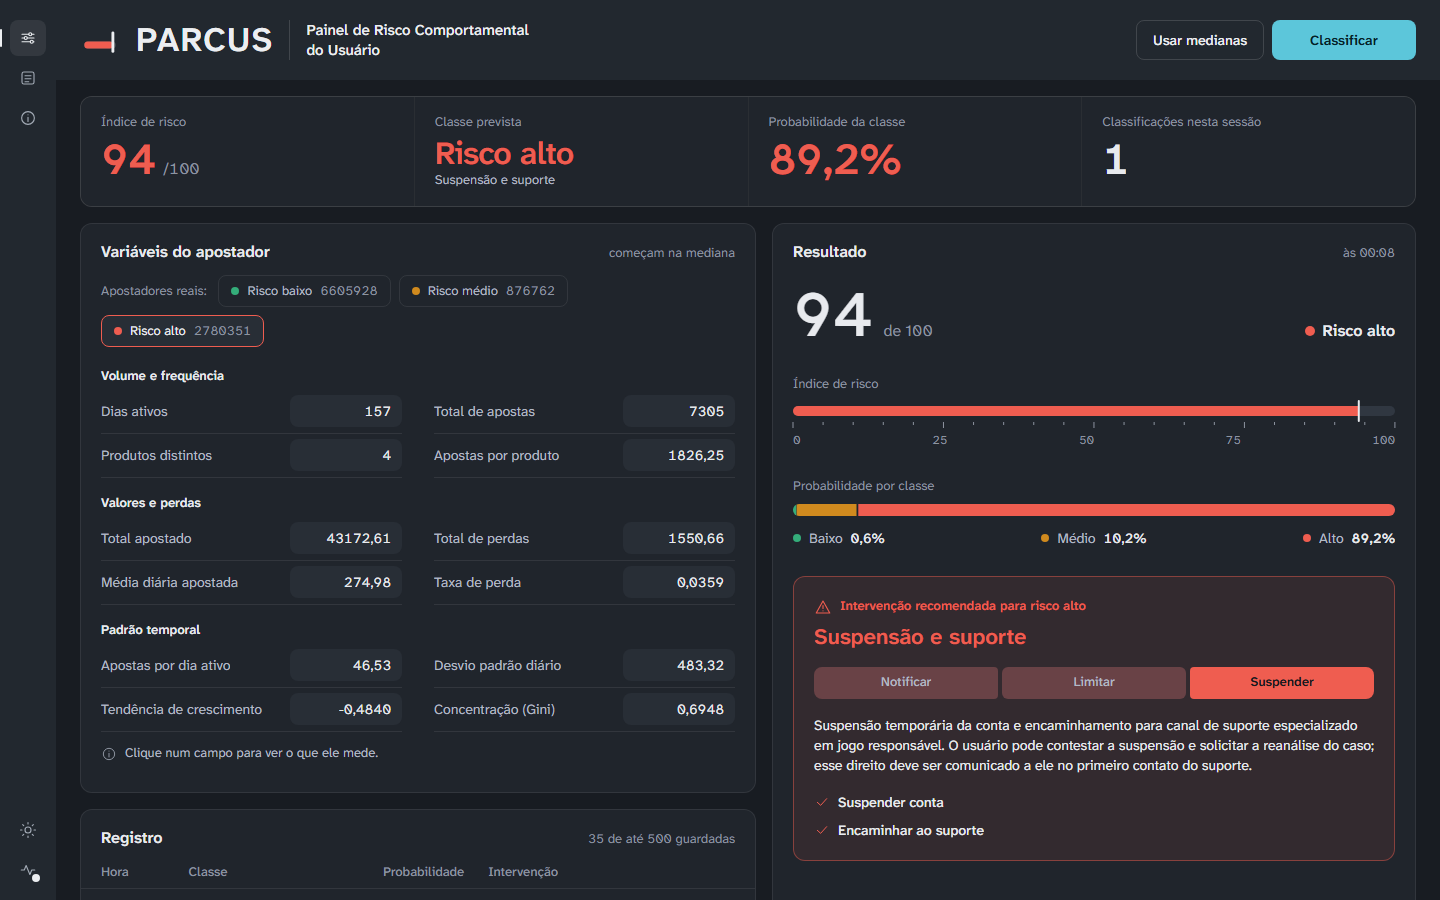 PARCUS
Painel de Risco Comportamental
do Usuário
Usar medianas
Classificar
Índice de risco
94 /100
Classe prevista
Risco alto
Suspensão e suporte
Probabilidade da classe
89,2%
Classificações nesta sessão
1
Variáveis do apostador
começam na mediana
Apostadores reais:
Risco baixo 6605928
Risco médio 876762
Risco alto 2780351
Volume e frequência
Dias ativos 157
Total de apostas 7305
Produtos distintos 4
Apostas por produto 1826,25
Valores e perdas
Total apostado 43172,61
Total de perdas 1550,66
Média diária apostada 274,98
Taxa de perda 0,0359
Padrão temporal
Apostas por dia ativo 46,53
Desvio padrão diário 483,32
Tendência de crescimento -0,4840
Concentração (Gini) 0,6948
Clique num campo para ver o que ele mede.
Registro
35 de até 500 guardadas
Hora Classe Probabilidade Intervenção
Resultado
às 00:08
94 de 100
Risco alto
Índice de risco
0 25 50 75 100
Probabilidade por classe
Baixo 0,6%
Médio 10,2%
Alto 89,2%
Intervenção recomendada para risco alto
Suspensão e suporte
Notificar
Limitar
Suspender
Suspensão temporária da conta e encaminhamento para canal de suporte especializado
em jogo responsável. O usuário pode contestar a suspensão e solicitar a reanálise do caso;
esse direito deve ser comunicado a ele no primeiro contato do suporte.
Suspender conta
Encaminhar ao suporte